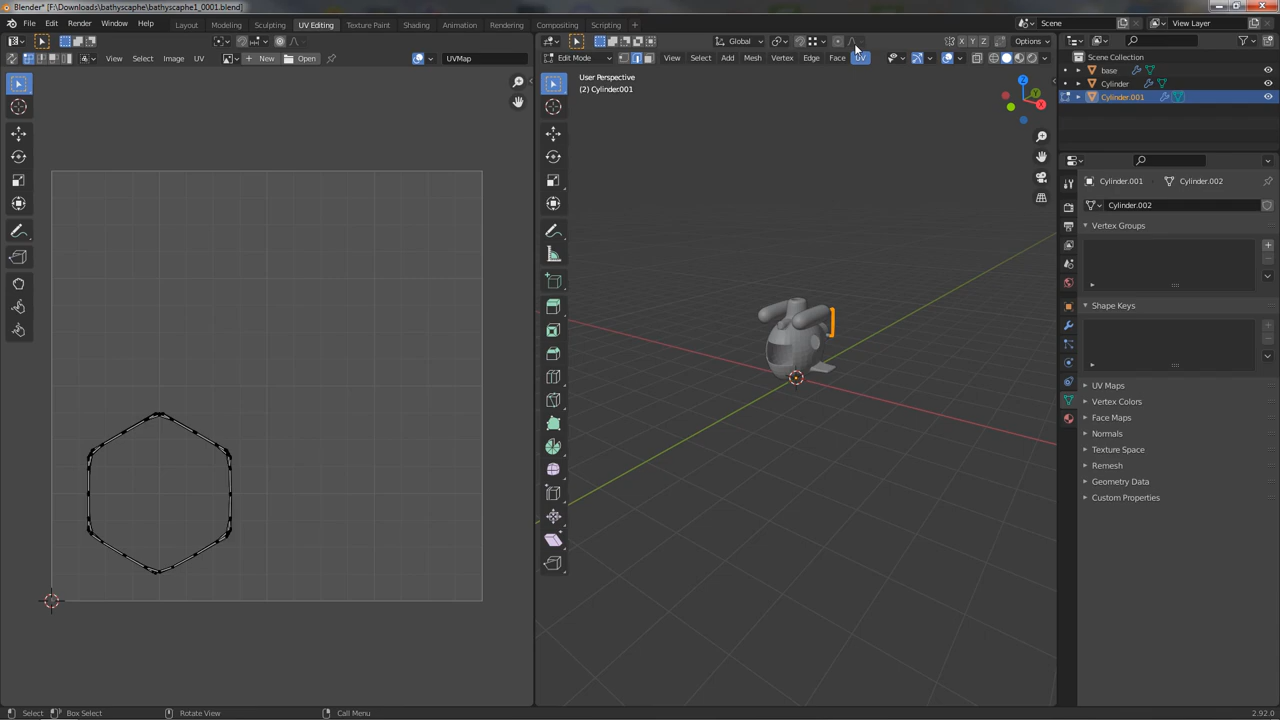 Blender* [F:\Downloads\bathyscaphe\bathyscaphe1_0001.blend]
File Edit Render Window Help Layout Modeling Sculpting UV Editing Texture Paint Shading Animation Rendering Compositing Scripting + Scene View Layer
Global Options
View Select Image UV New Open UVMap Edit Mode View Select Add Mesh Vertex Edge Face UV
Scene Collection
base
Cylinder
Cylinder.001
User Perspective
(2) Cylinder.001
Z
Y
X
Cylinder.001 Cylinder.002
Cylinder.002
Vertex Groups
Shape Keys
UV Maps
Vertex Colors
Face Maps
Normals
Texture Space
Remesh
Geometry Data
Custom Properties
Select Box Select Rotate View Call Menu 2.92.0